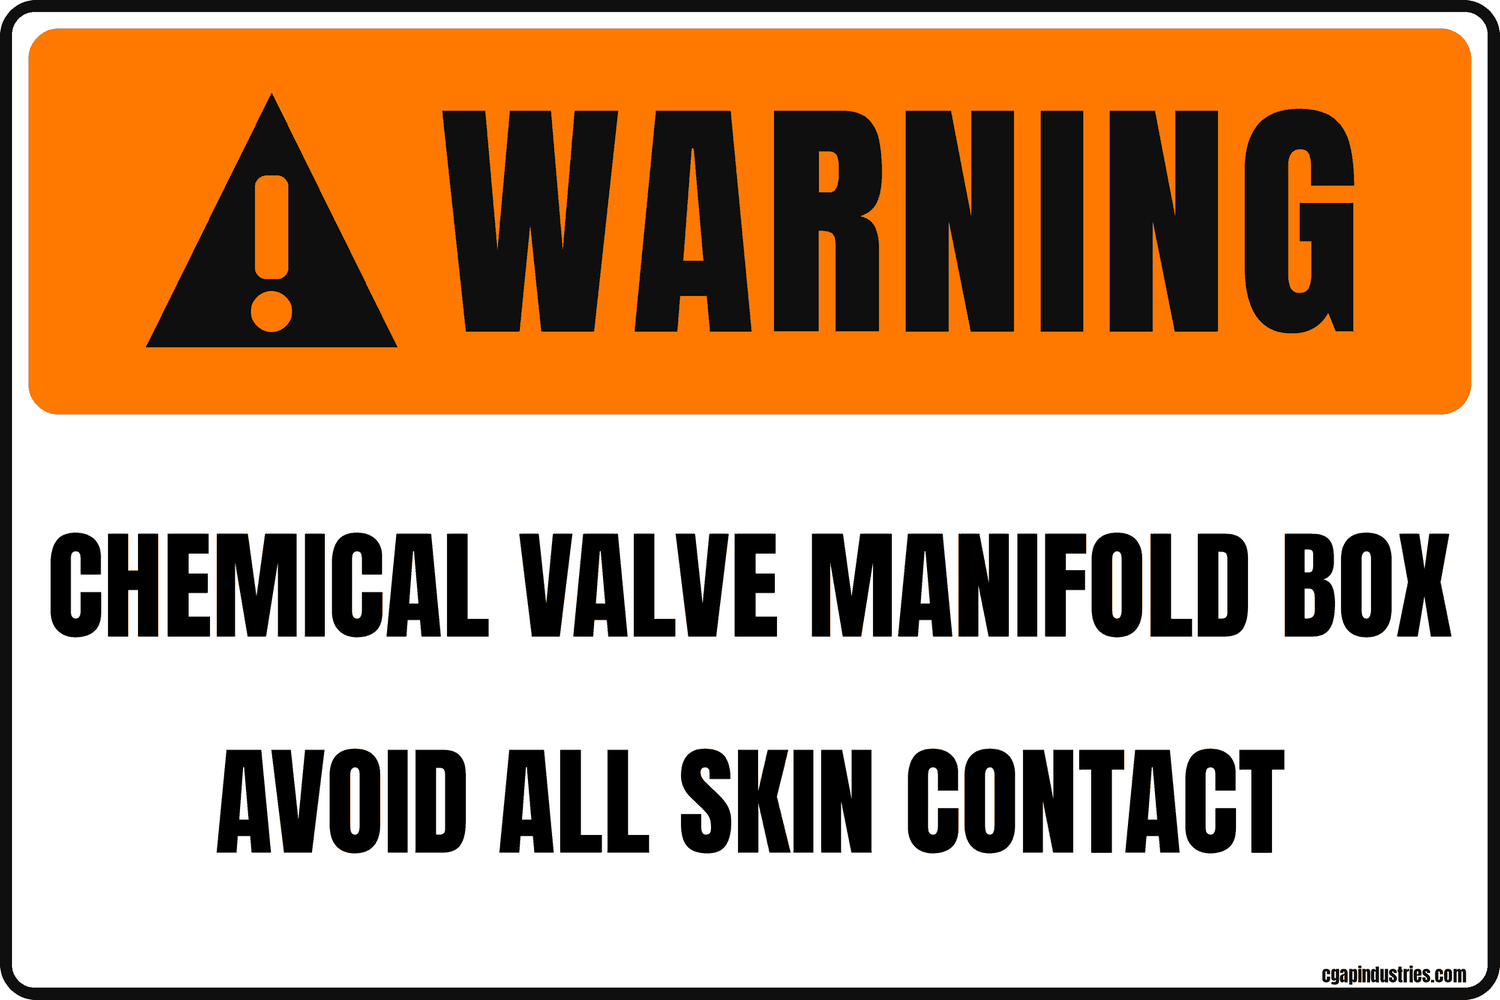 WARNING
CHEMICAL VALVE MANIFOLD BOX
AVOID ALL SKIN CONTACT
cgapindustries.com